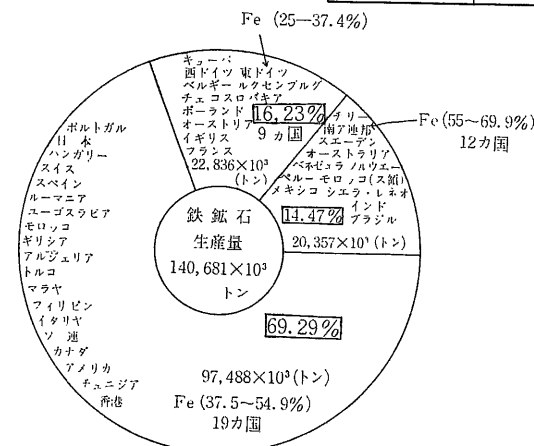 Fe (25—37.4%)
キューバ
西ドイツ 東ドイツ
ベルギー ルクセンブルグ
チェコスロバキア
ポーランド
オーストリア
イギリス
フランス
16,23%
9カ国
22,836×10³
(トン)
Fe(55~69.9%)
12カ国
チリー
南ア連邦
スエーデン
オーストラリア
ベネゼュラ ノルウエー
ペルー モロッコ(ス領)
メキシコ シエラ・レネオ
インド
ブラジル
14.47%
20,357×10³(トン)
鉄鉱石
生産量
140,681×10³
トン
ポルトガル
日本
ハンガリー
スイス
スペイン
ルーマニア
ユーゴスラビア
モロッコ
ギリシア
アルジェリア
トルコ
マラヤ
フィリピン
イタリヤ
ソ連
カナダ
アメリカ
チュニジア
香港
69.29%
97,488×10³(トン)
Fe(37.5~54.9%)
19カ国